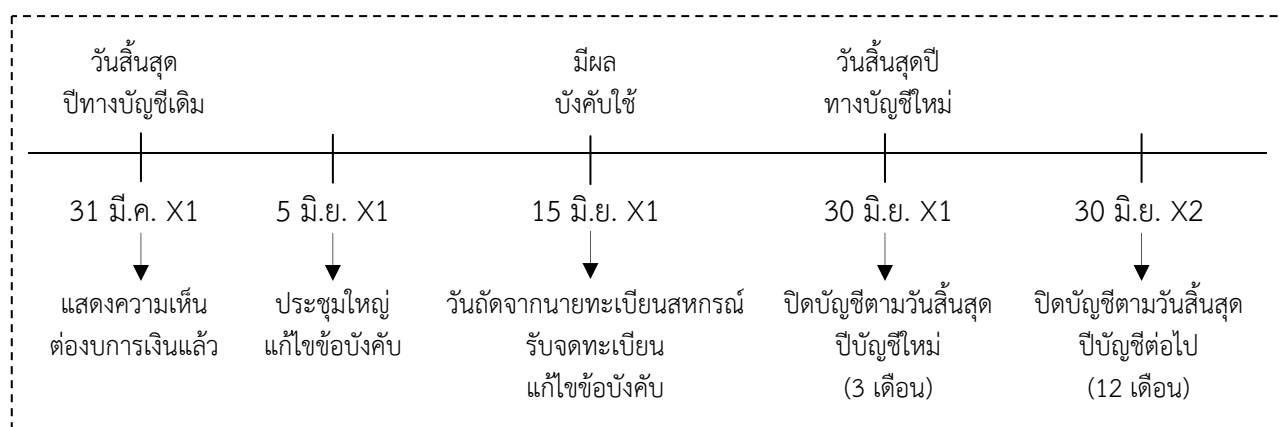 วันสิ้นสุด
ปีทางบัญชีเดิม
มีผล
บังคับใช้
วันสิ้นสุดปี
ทางบัญชีใหม่
31 มี.ค. X1
5 มิ.ย. X1
15 มิ.ย. X1
30 มิ.ย. X1
30 มิ.ย. X2
แสดงความเห็น
ต่องบการเงินแล้ว
ประชุมใหญ่
แก้ไขข้อบังคับ
วันถัดจากนายทะเบียนสหกรณ์
รับจดทะเบียน
แก้ไขข้อบังคับ
ปิดบัญชีตามวันสิ้นสุด
ปีบัญชีใหม่
(3 เดือน)
ปิดบัญชีตามวันสิ้นสุด
ปีบัญชีต่อไป
(12 เดือน)